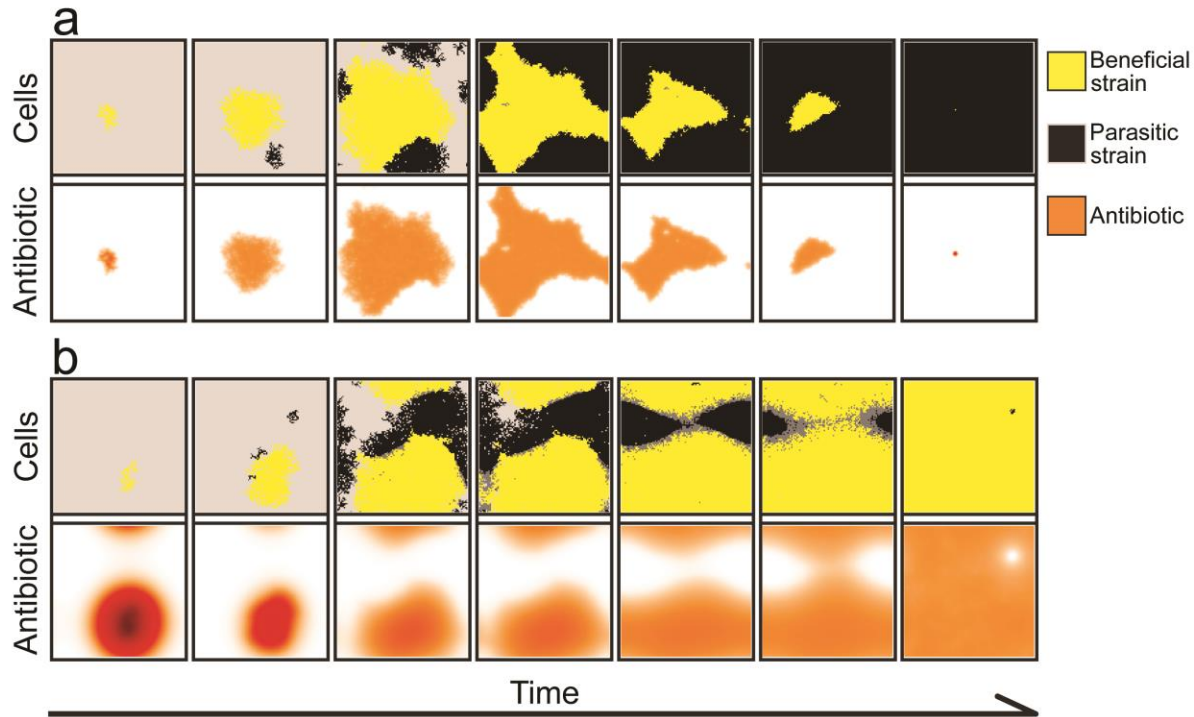 a
Cells
Antibiotic
Beneficial
strain
Parasitic
strain
Antibiotic
b
Cells
Antibiotic
Time